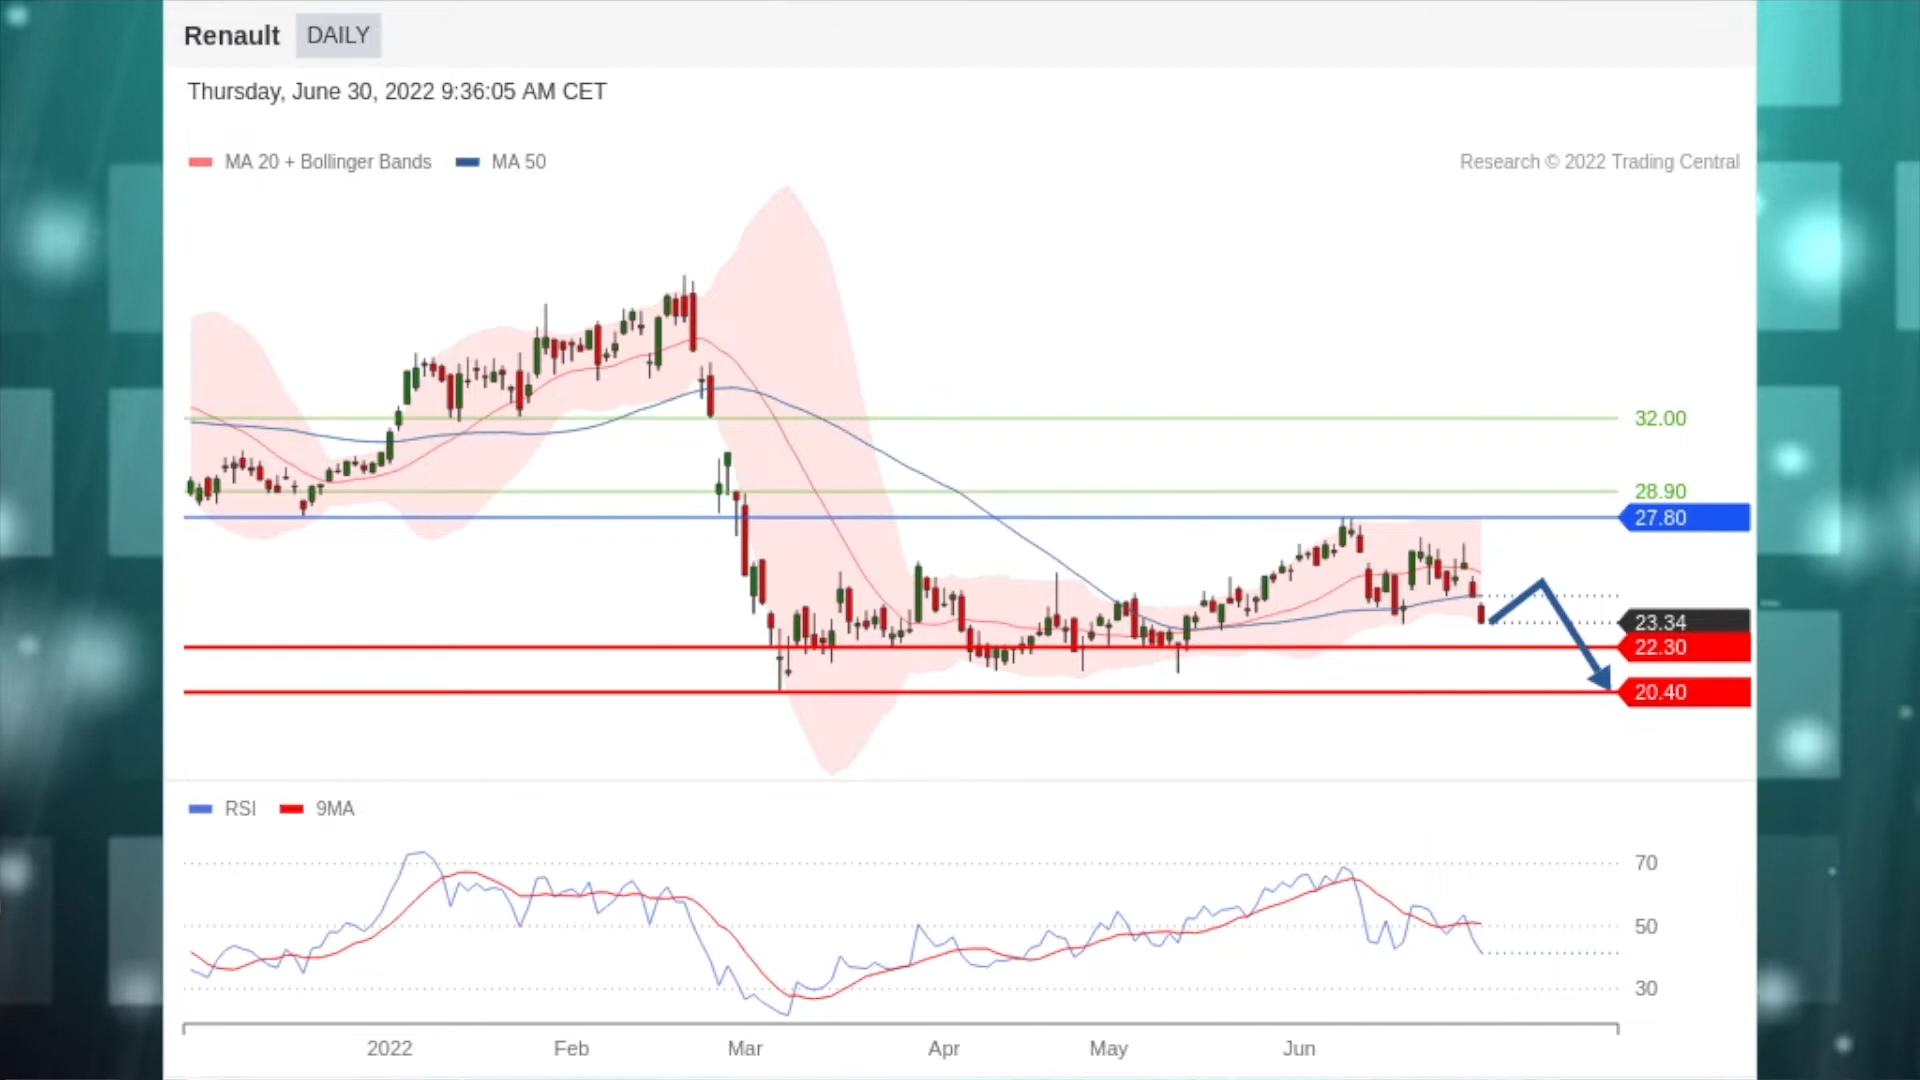 Renault DAILY
Thursday, June 30, 2022 9:36:05 AM CET
MA 20 + Bollinger Bands MA 50
Research © 2022 Trading Central
32.00
28.90
27.80
23.34
22.30
20.40
RSI 9MA
70
50
30
2022 Feb Mar Apr May Jun